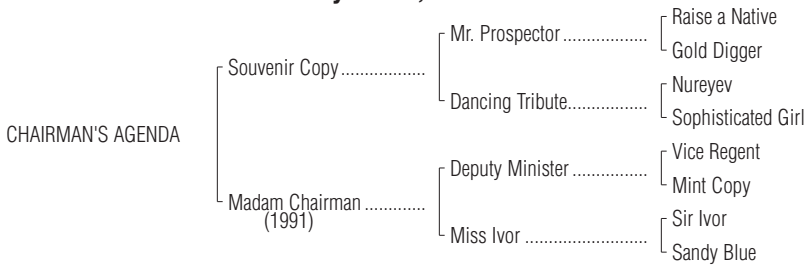 Raise a Native
Mr. Prospector ..................
Gold Digger
Souvenir Copy ..................
Nureyev
Dancing Tribute.................
Sophisticated Girl
CHAIRMAN'S AGENDA
Vice Regent
Deputy Minister ................
Mint Copy
Madam Chairman .............
(1991)
Sir Ivor
Miss Ivor ..........................
Sandy Blue